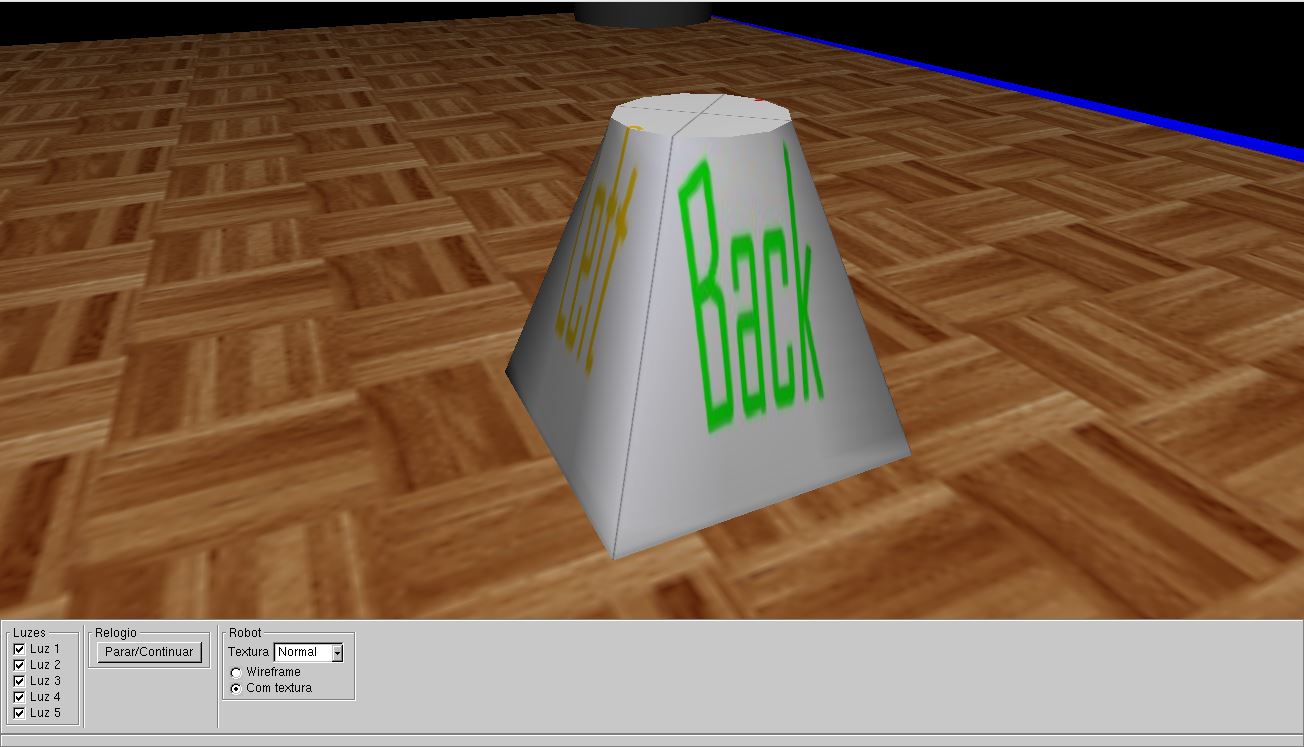 Left
Back
Luzes
Luz 1
Luz 2
Luz 3
Luz 4
Luz 5
Relogio
Parar/Continuar
Robot
Textura Normal
Wireframe
Com textura